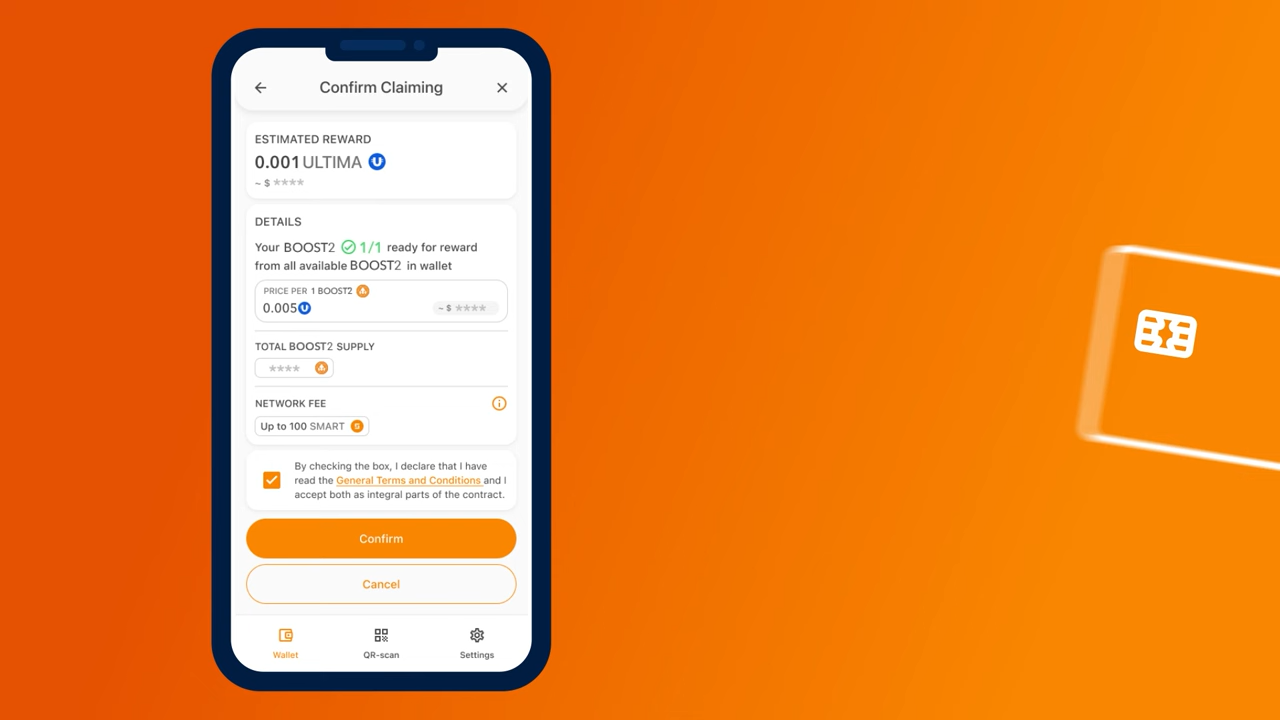 Confirm Claiming
ESTIMATED REWARD
0.001 ULTIMA
~ $ ****
DETAILS
Your BOOST2 1/1 ready for reward
from all available BOOST2 in wallet
PRICE PER 1 BOOST2
0.005 ~ $ ****
TOTAL BOOST2 SUPPLY
****
NETWORK FEE
Up to 100 SMART
By checking the box, I declare that I have
read the General Terms and Conditions and I
accept both as integral parts of the contract.
Confirm
Cancel
Wallet QR-scan Settings